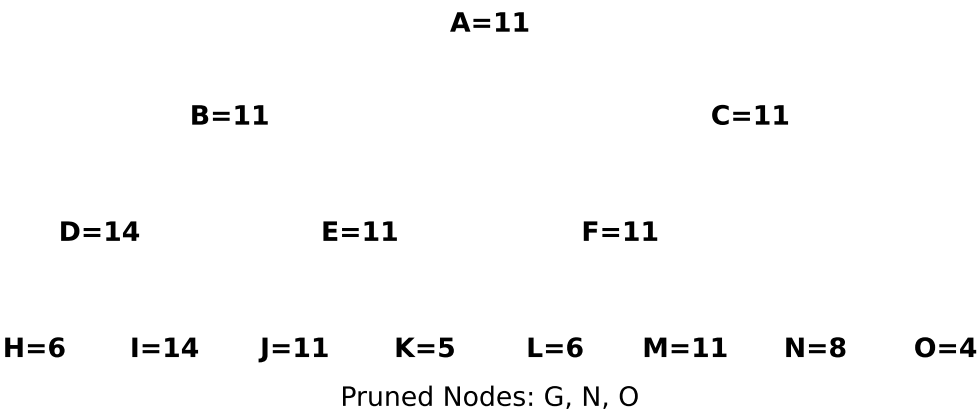 A=11
B=11 C=11
D=14 E=11 F=11
H=6 I=14 J=11 K=5 L=6 M=11 N=8 O=4
Pruned Nodes: G, N, O